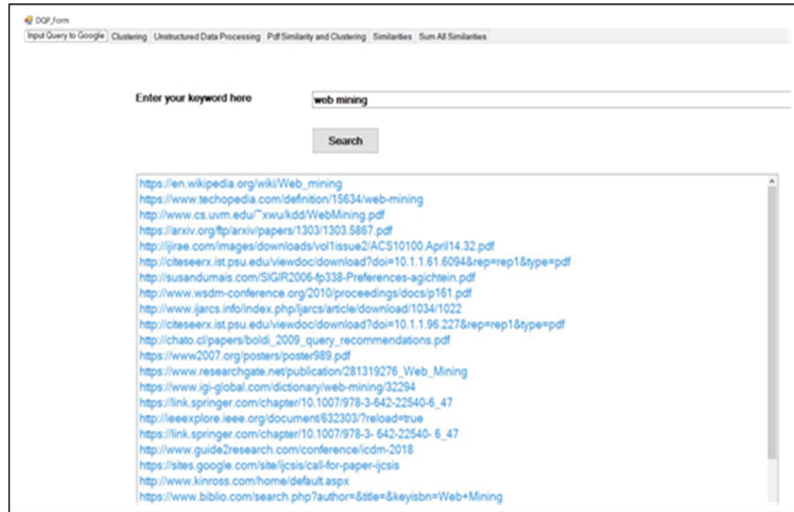 DQP_Form
Input Query to Google Clustering Unstructured Data Processing Pdf Similarity and Clustering Similarities Sum All Similarities
Enter your keyword here
web mining
Search
https://en.wikipedia.org/wiki/Web_mining
https://www.techopedia.com/definition/15634/web-mining
http://www.cs.uvm.edu/~xwu/kdd/WebMining.pdf
https://arxiv.org/ftp/arxiv/papers/1303/1303.5867.pdf
http://ijirae.com/images/downloads/vol1issue2/ACS10100.April14.32.pdf
http://citeseerx.ist.psu.edu/viewdoc/download?doi=10.1.1.61.6094&rep=rep1&type=pdf
http://susandumais.com/SIGIR2006-fp338-Preferences-agichtein.pdf
http://www.wsdm-conference.org/2010/proceedings/docs/p161.pdf
http://www.ijarcs.info/index.php/Ijarcs/article/download/1034/1022
http://citeseerx.ist.psu.edu/viewdoc/download?doi=10.1.1.96.227&rep=rep1&type=pdf
http://chato.cl/papers/boldi_2009_query_recommendations.pdf
https://www2007.org/posters/poster989.pdf
https://www.researchgate.net/publication/281319276_Web_Mining
https://www.igi-global.com/dictionary/web-mining/32294
https://link.springer.com/chapter/10.1007/978-3-642-22540-6_47
http://ieeexplore.ieee.org/document/632303/?reload=true
https://link.springer.com/chapter/10.1007/978-3- 642-22540- 6_47
http://www.guide2research.com/conference/icdm-2018
https://sites.google.com/site/ijcsis/call-for-paper-ijcsis
http://www.kinross.com/home/default.aspx
https://www.biblio.com/search.php?author=&title=&keyisbn=Web+Mining